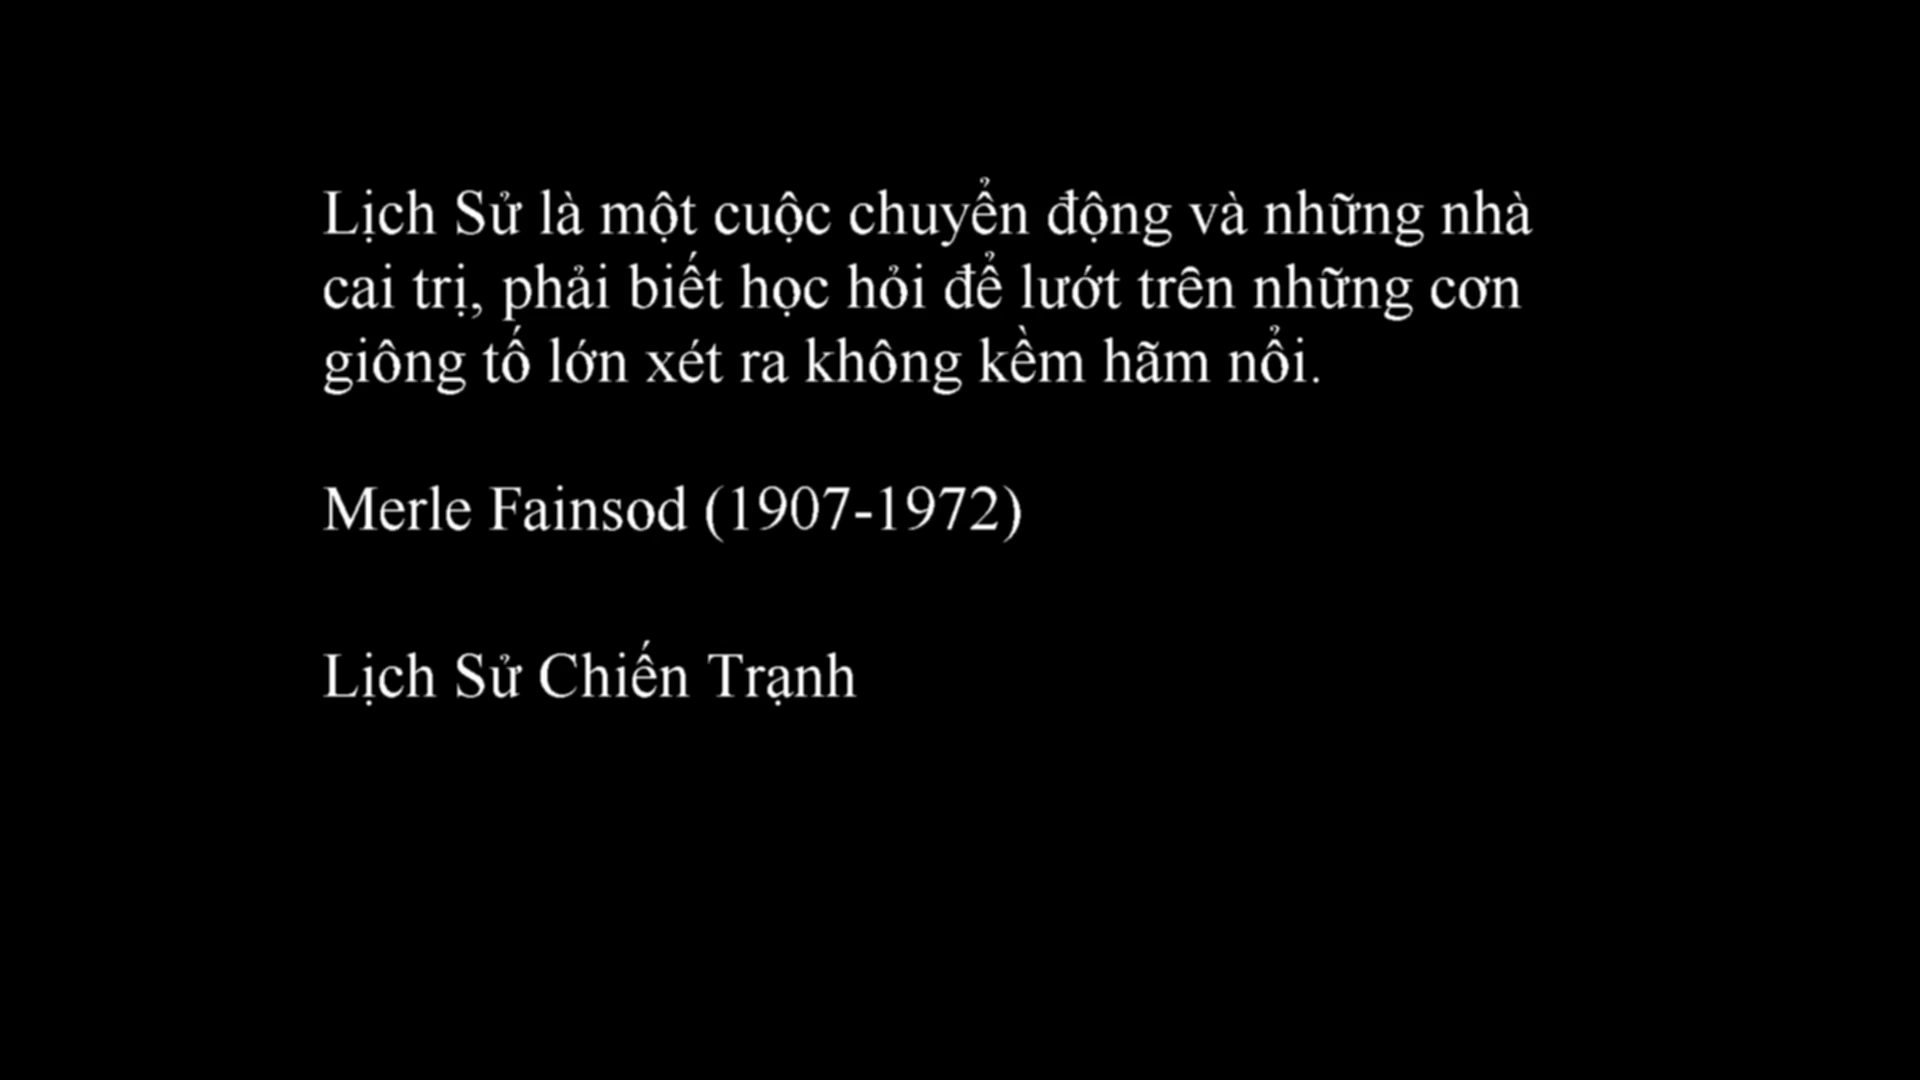 Lịch Sử là một cuộc chuyển động và những nhà
cai trị, phải biết học hỏi để lướt trên những cơn
giông tố lớn xét ra không kềm hãm nổi.
Merle Fainsod (1907-1972)
Lịch Sử Chiến Trạnh